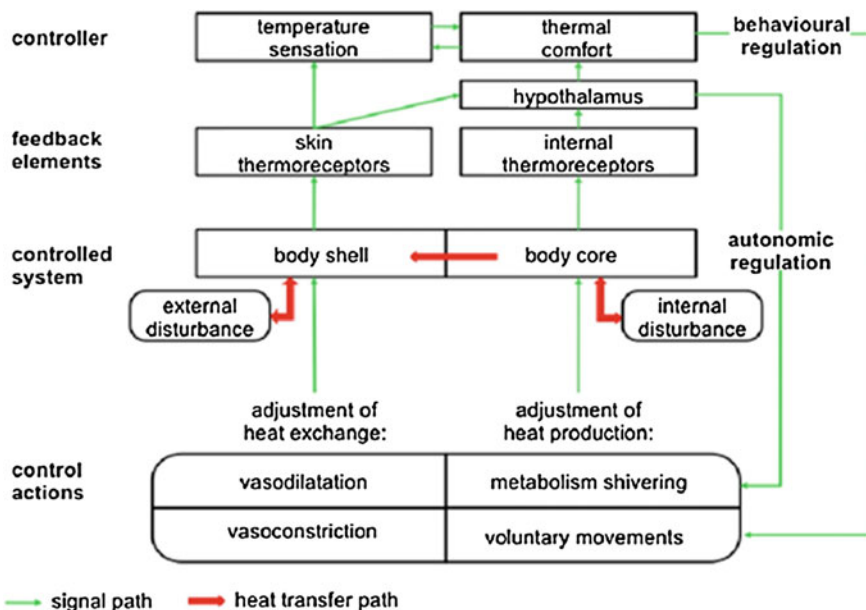 controller
temperature
sensation
thermal
comfort
behavioural
regulation
hypothalamus
feedback
elements
skin
thermoreceptors
internal
thermoreceptors
controlled
system
body shell
body core
autonomic
regulation
external
disturbance
internal
disturbance
adjustment of
heat exchange:
adjustment of
heat production:
control
actions
vasodilatation
metabolism shivering
vasoconstriction
voluntary movements
signal path
heat transfer path